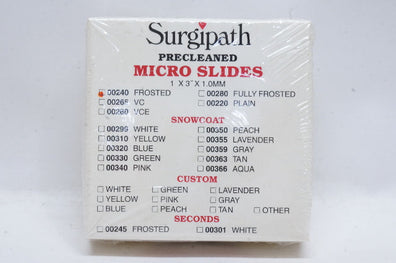 Surgipath
PRECLEANED
MICRO SLIDES
1 X 3" X 1.0MM
00240 FROSTED 00280 FULLY FROSTED
00265 VC 00220 PLAIN
00260 VCE
SNOWCOAT
00295 WHITE 00350 PEACH
00310 YELLOW 00355 LAVENDER
00320 BLUE 00359 GRAY
00330 GREEN 00363 TAN
00340 PINK 00366 AQUA
CUSTOM
WHITE GREEN LAVENDER
YELLOW PINK GRAY
BLUE PEACH TAN OTHER
SECONDS
00245 FROSTED 00301 WHITE